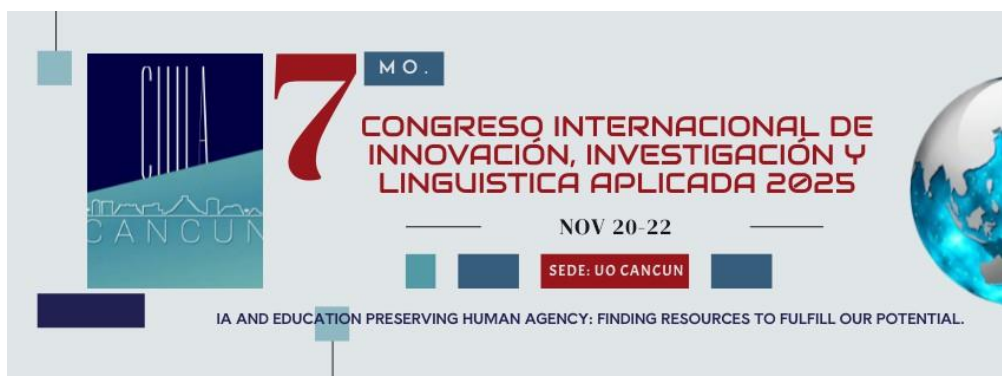 CIIILA
CANCUN
7
MO.
CONGRESO INTERNACIONAL DE
INNOVACIÓN, INVESTIGACIÓN Y
LINGUISTICA APLICADA 2025
NOV 20-22
SEDE: UO CANCUN
IA AND EDUCATION PRESERVING HUMAN AGENCY: FINDING RESOURCES TO FULFILL OUR POTENTIAL.